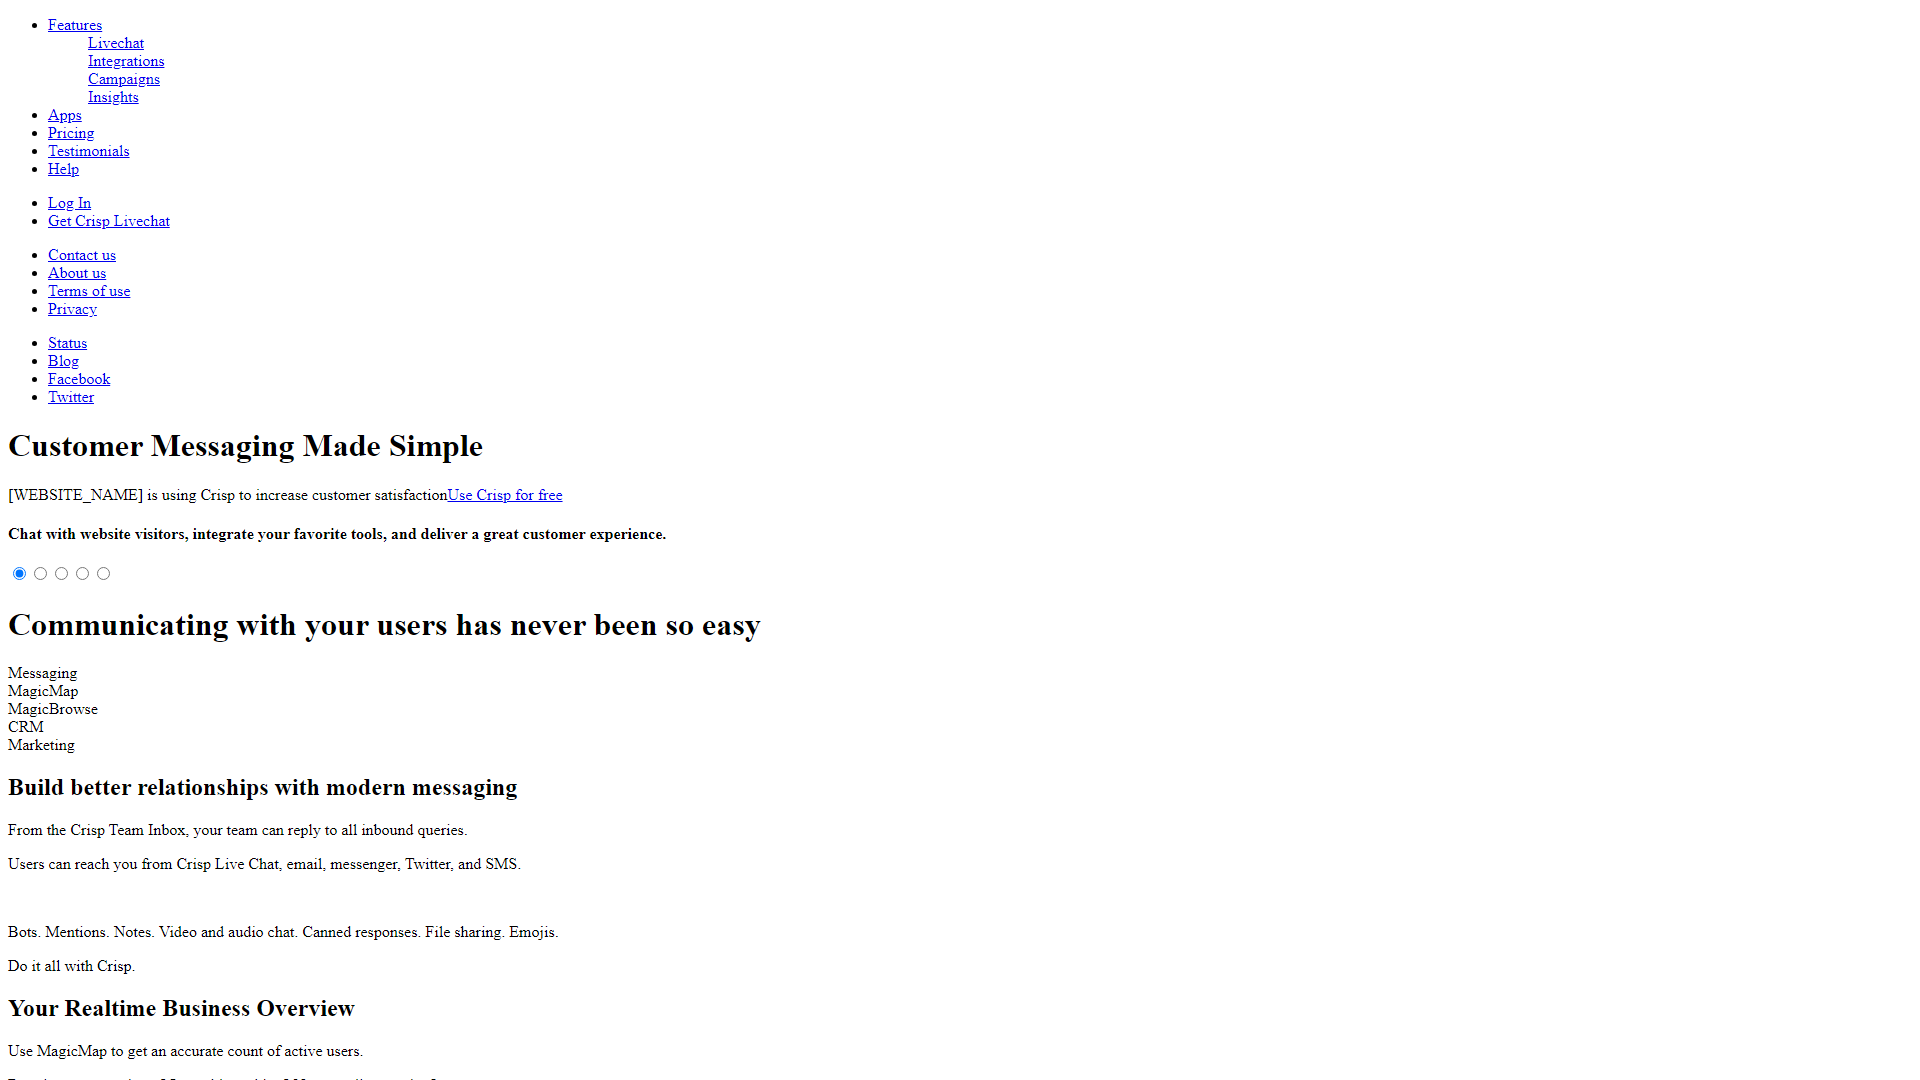 Features
Livechat
Integrations
Campaigns
Insights
Apps
Pricing
Testimonials
Help
Log In
Get Crisp Livechat
Contact us
About us
Terms of use
Privacy
Status
Blog
Facebook
Twitter
Customer Messaging Made Simple
[WEBSITE_NAME] is using Crisp to increase customer satisfactionUse Crisp for free
Chat with website visitors, integrate your favorite tools, and deliver a great customer experience.
Communicating with your users has never been so easy
Messaging
MagicMap
MagicBrowse
CRM
Marketing
Build better relationships with modern messaging
From the Crisp Team Inbox, your team can reply to all inbound queries.
Users can reach you from Crisp Live Chat, email, messenger, Twitter, and SMS.
Bots. Mentions. Notes. Video and audio chat. Canned responses. File sharing. Emojis.
Do it all with Crisp.
Your Realtime Business Overview
Use MagicMap to get an accurate count of active users.